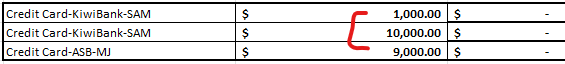 Credit Card-KiwiBank-SAM $ 1,000.00 $ -
Credit Card-KiwiBank-SAM $ 10,000.00 $ -
Credit Card-ASB-MJ $ 9,000.00 $ -